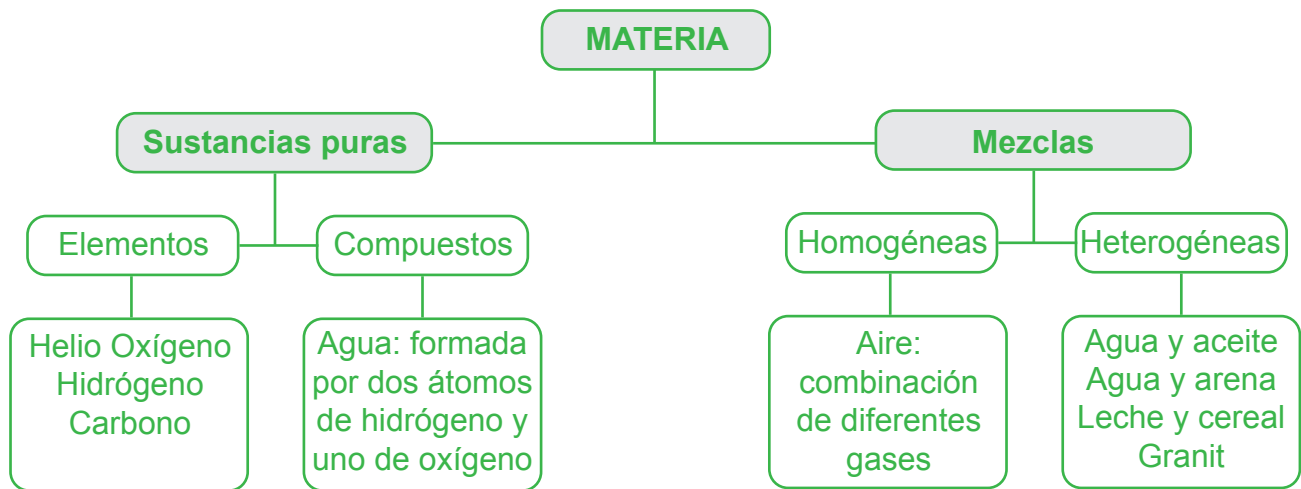 MATERIA
Sustancias puras
Mezclas
Elementos
Compuestos
Homogéneas
Heterogéneas
Helio Oxígeno
Hidrógeno
Carbono
Agua: formada
por dos átomos
de hidrógeno y
uno de oxígeno
Aire:
combinación
de diferentes
gases
Agua y aceite
Agua y arena
Leche y cereal
Granit